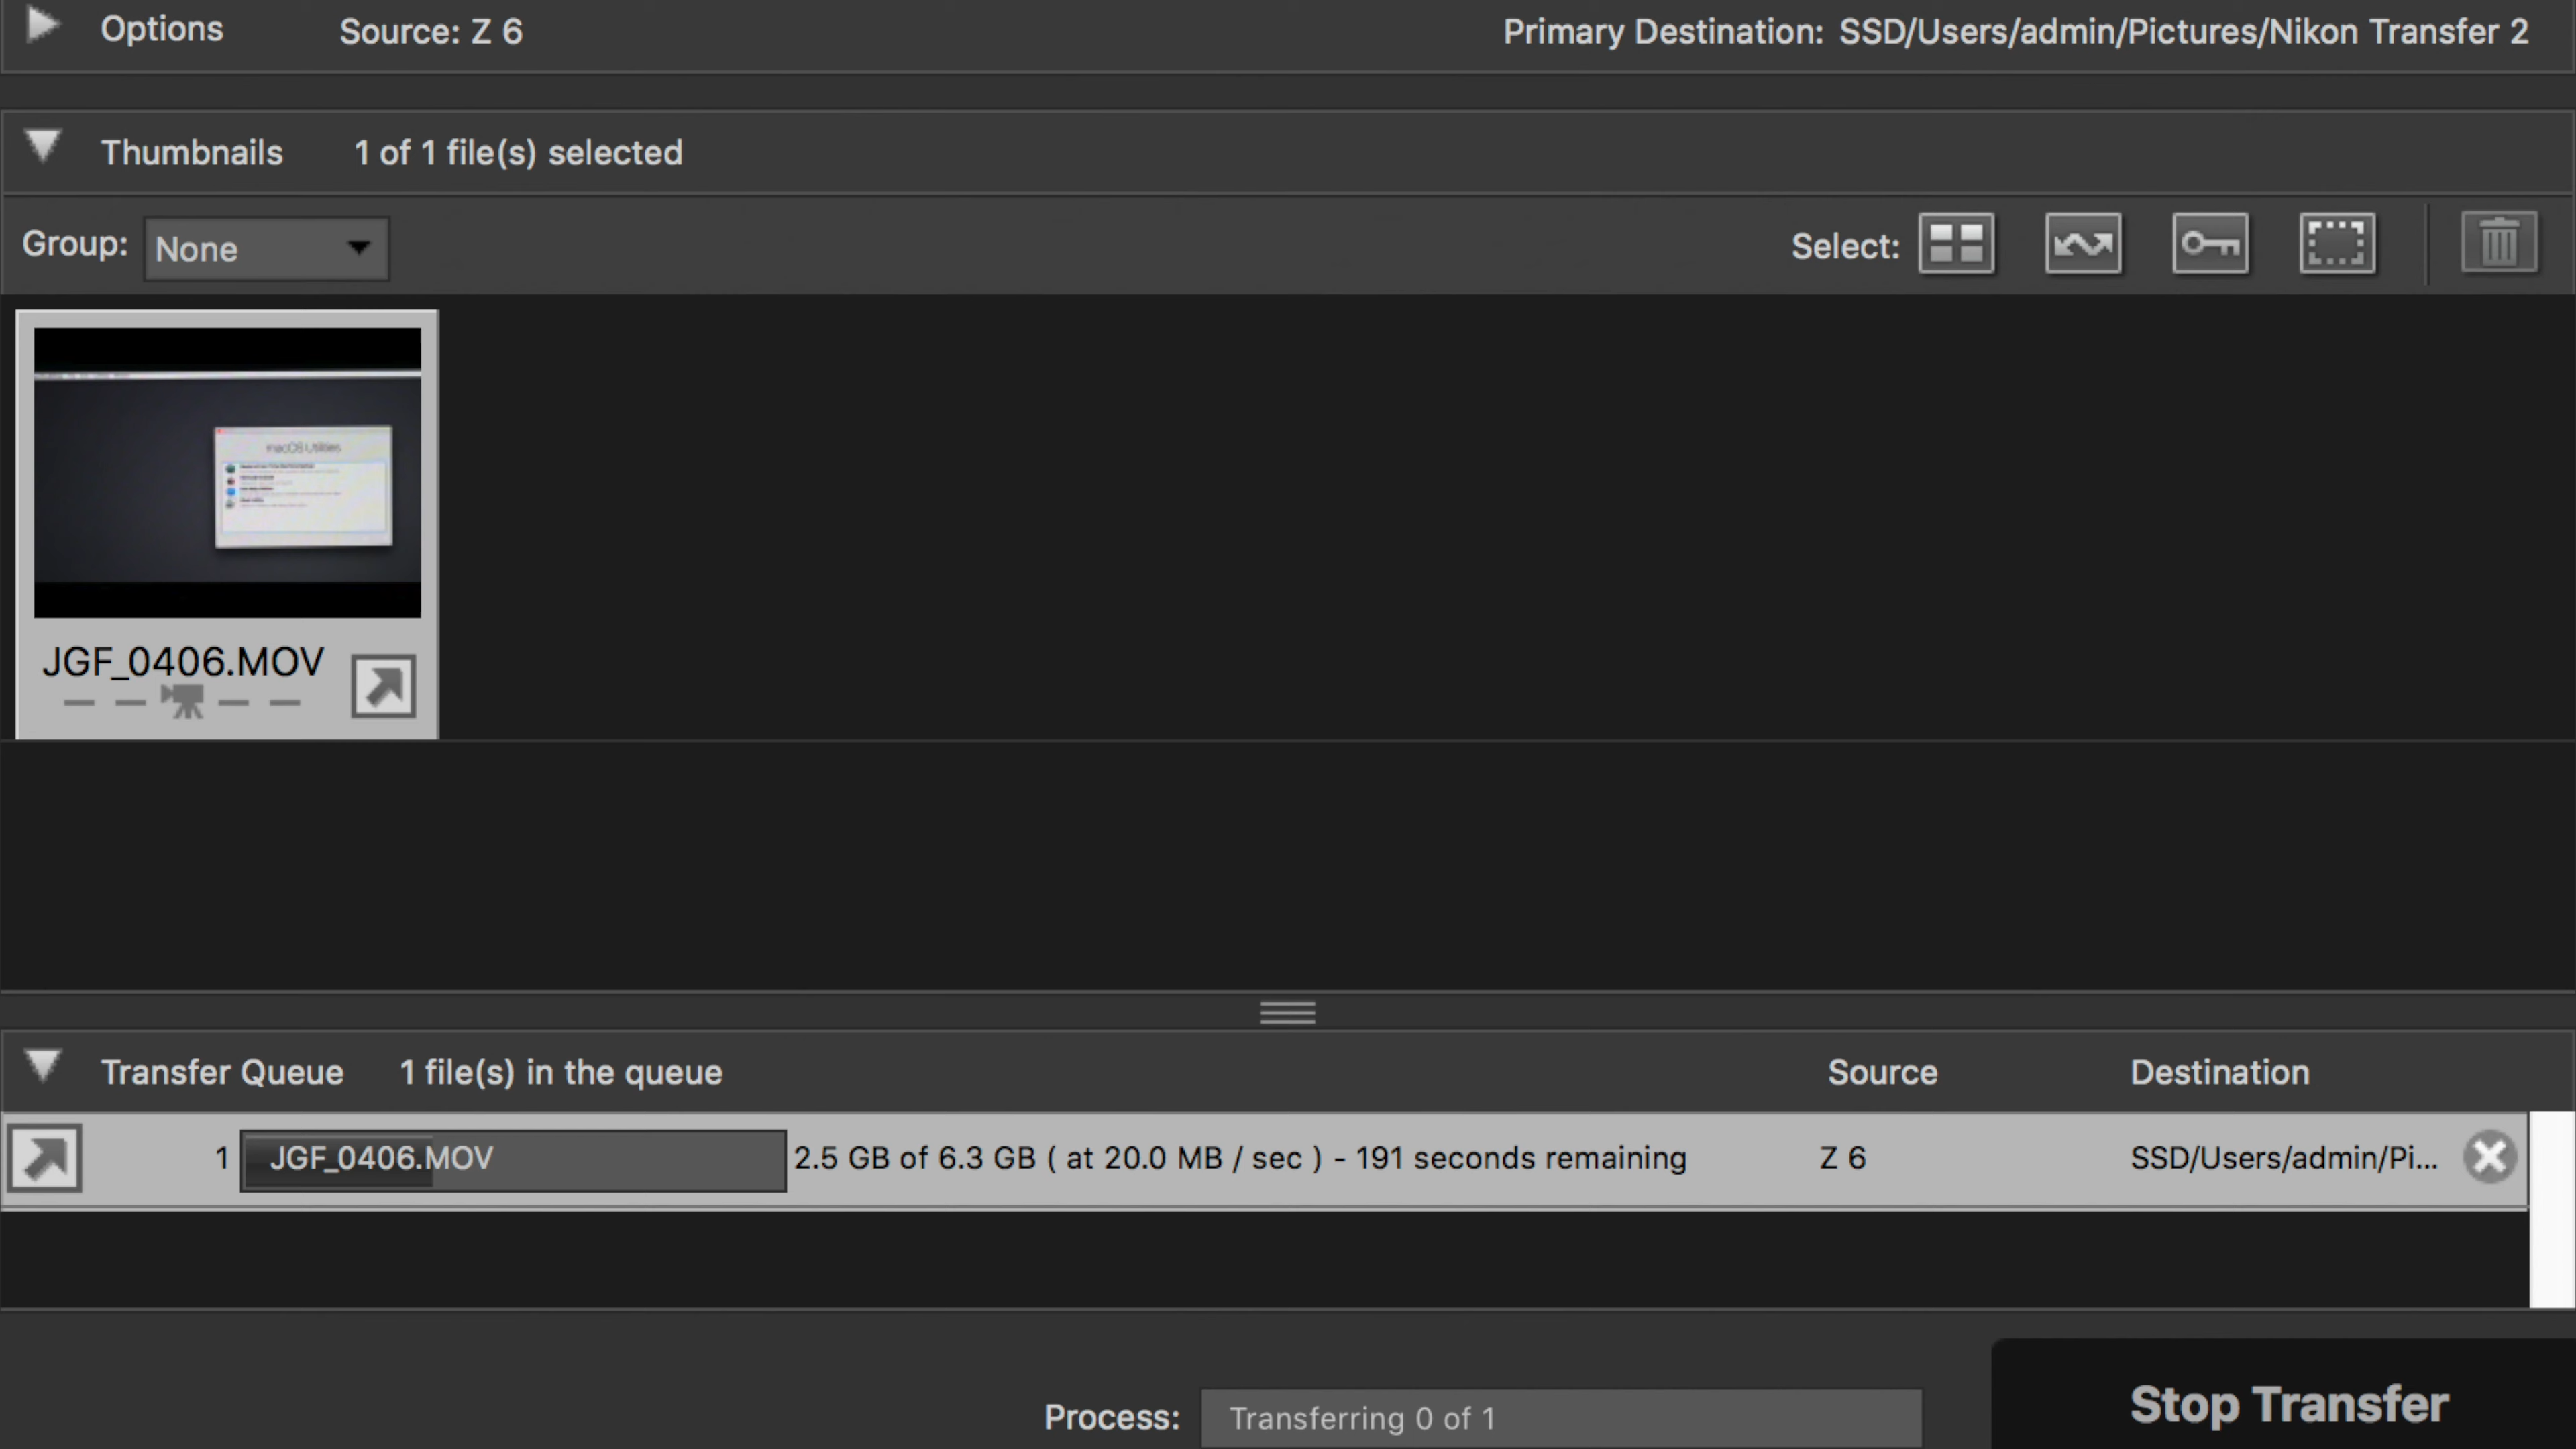 Options Source: Z 6 Primary Destination: SSD/Users/admin/Pictures/Nikon Transfer 2
Thumbnails 1 of 1 file(s) selected
Group: None Select:
macOS Utilities
JGF_0406.MOV
Transfer Queue 1 file(s) in the queue Source Destination
1 JGF_0406.MOV 2.5 GB of 6.3 GB ( at 20.0 MB / sec ) - 191 seconds remaining Z 6 SSD/Users/admin/Pi...
Process: Transferring 0 of 1 Stop Transfer